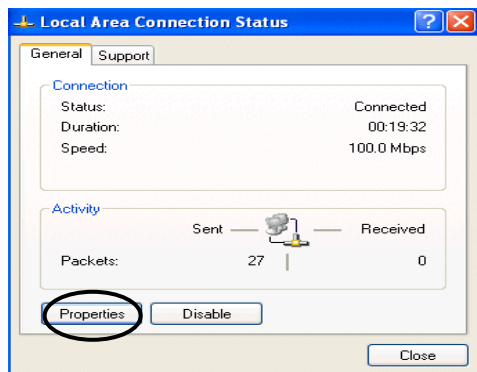 Local Area Connection Status
General Support
Connection
Status: Connected
Duration: 00:19:32
Speed: 100.0 Mbps
Activity
Sent Received
Packets: 27 0
Properties Disable
Close